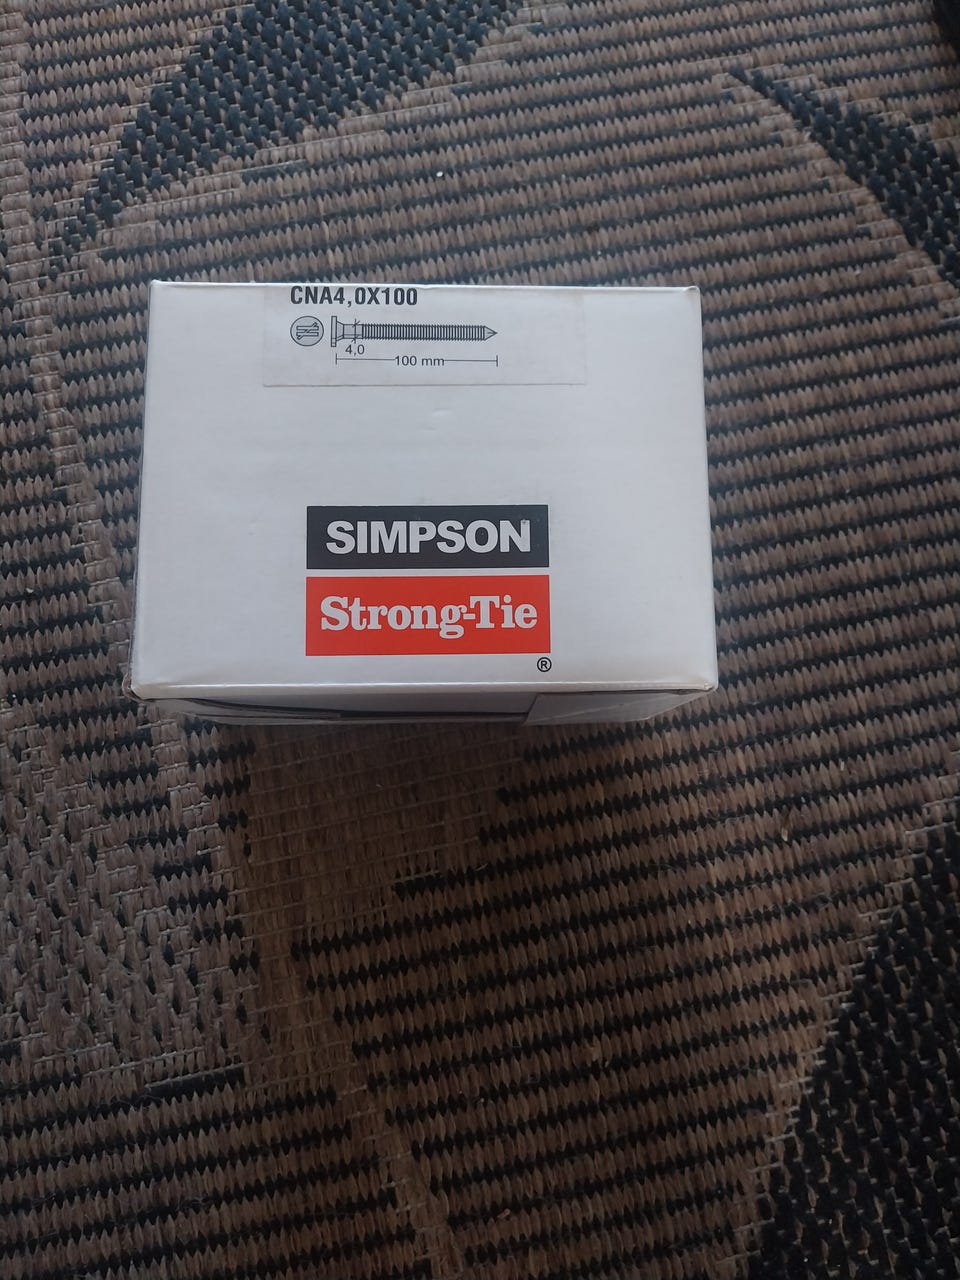 CNA4,0X100
4,0
100 mm
SIMPSON
Strong-Tie
®